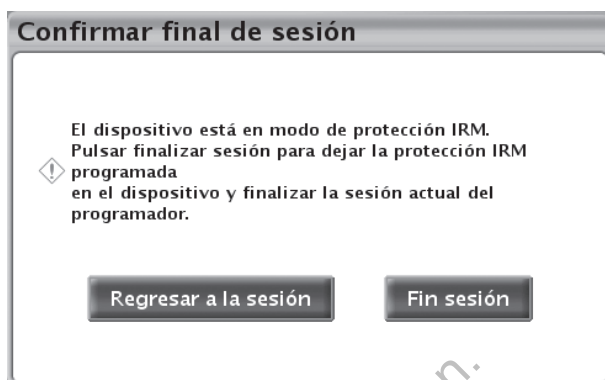 Confirmar final de sesión
El dispositivo está en modo de protección IRM.
Pulsar finalizar sesión para dejar la protección IRM
programada
en el dispositivo y finalizar la sesión actual del
programador.
Regresar a la sesión
Fin sesión